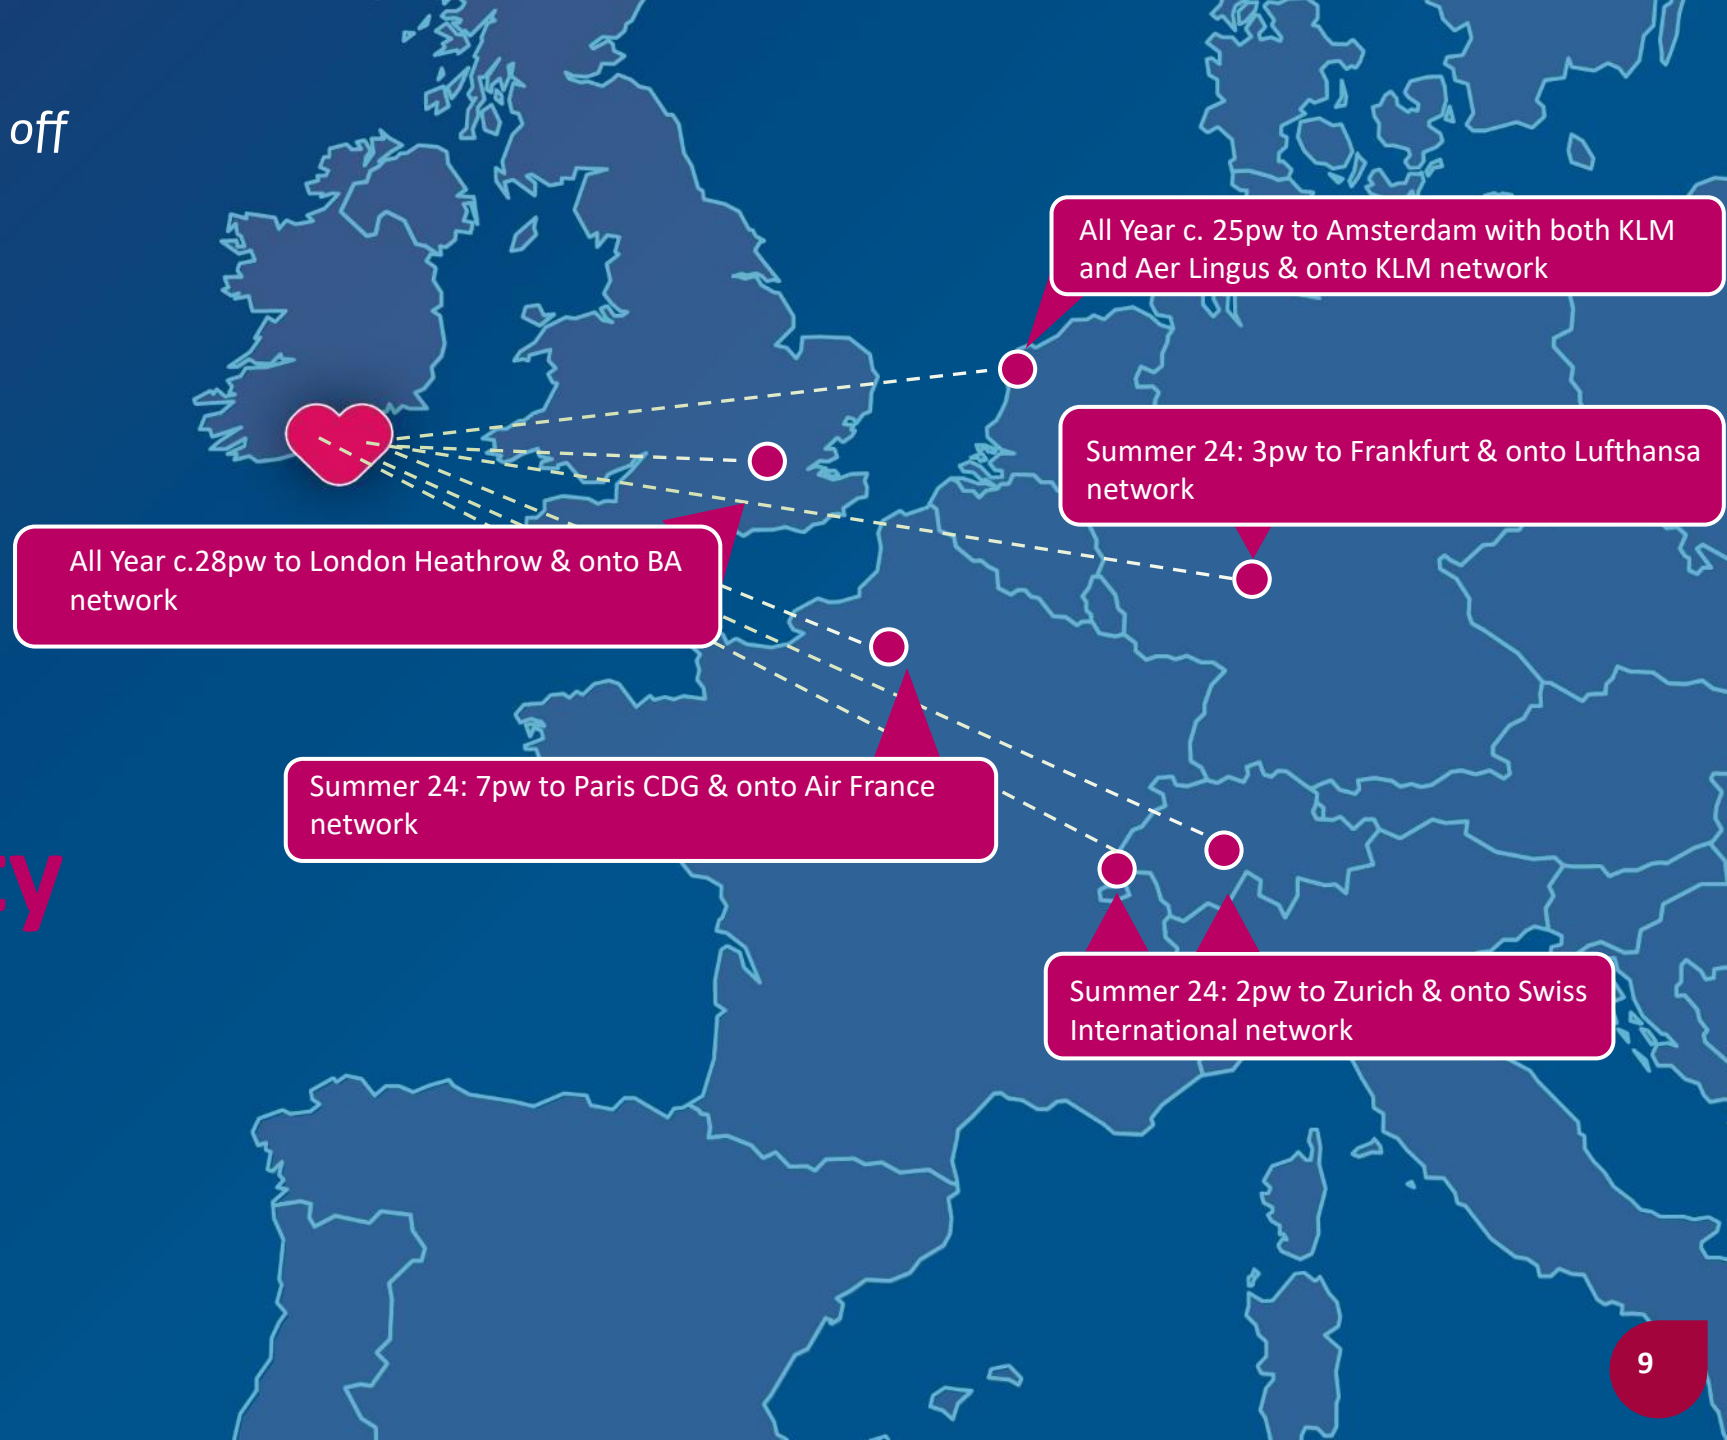 off
All Year c. 25pw to Amsterdam with both KLM
and Aer Lingus & onto KLM network
Summer 24: 3pw to Frankfurt & onto Lufthansa
network
All Year c.28pw to London Heathrow & onto BA
network
Summer 24: 7pw to Paris CDG & onto Air France
network
ty
Summer 24: 2pw to Zurich & onto Swiss
International network
9